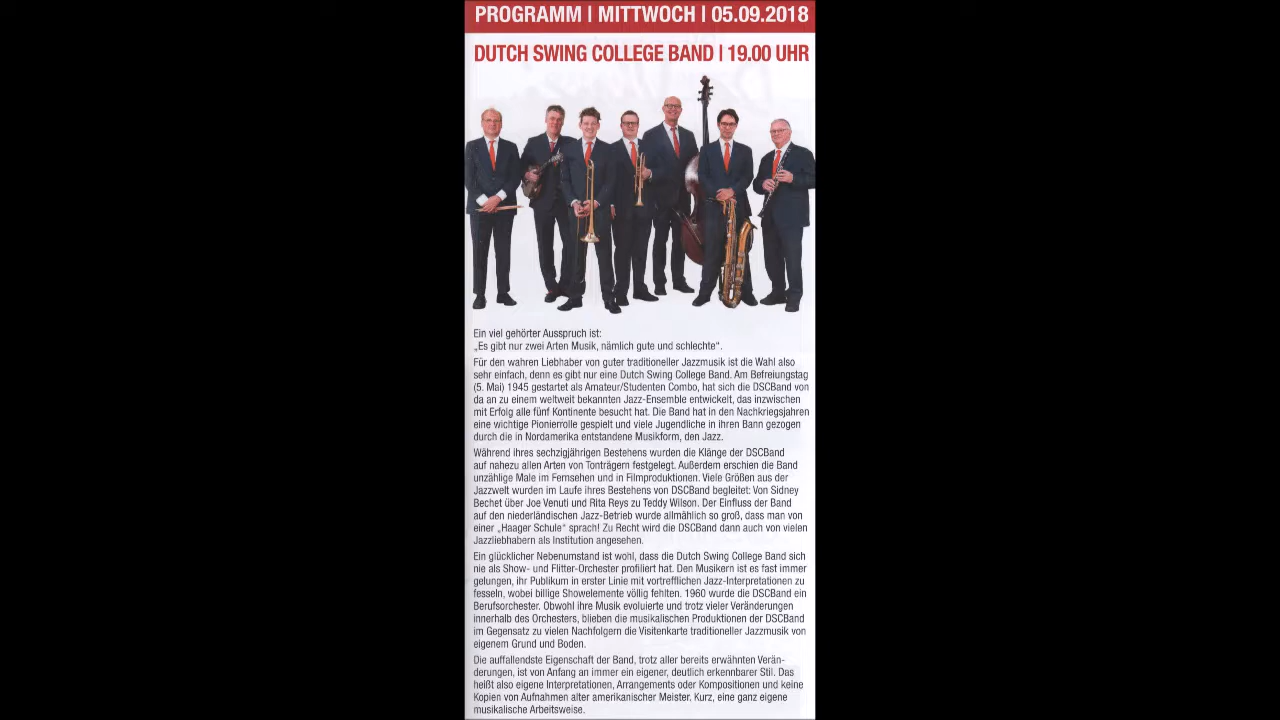 PROGRAMM | MITTWOCH | 05.09.2018
DUTCH SWING COLLEGE BAND | 19.00 UHR
Ein viel gehörter Ausspruch ist:
„Es gibt nur zwei Arten Musik, nämlich gute und schlechte“.
Für den wahren Liebhaber von guter traditioneller Jazzmusik ist die Wahl also
sehr einfach, denn es gibt nur eine Dutch Swing College Band. Am Befreiungstag
(5. Mai) 1945 gestartet als Amateur/Studenten Combo, hat sich die DSCBand von
da an zu einem weltweit bekannten Jazz-Ensemble entwickelt, das inzwischen
mit Erfolg alle fünf Kontinente besucht hat. Die Band hat in den Nachkriegsjahren
eine wichtige Pionierrolle gespielt und viele Jugendliche in ihren Bann gezogen
durch die in Nordamerika entstandene Musikform, den Jazz.
Während ihres sechzigjährigen Bestehens wurden die Klänge der DSCBand
auf nahezu allen Arten von Tonträgern festgelegt. Außerdem erschien die Band
unzählige Male im Fernsehen und in Filmproduktionen. Viele Größen aus der
Jazzwelt wurden im Laufe ihres Bestehens von DSCBand begleitet: Von Sidney
Bechet über Joe Venuti und Rita Reys zu Teddy Wilson. Der Einfluss der Band
auf den niederländischen Jazz-Betrieb wurde allmählich so groß, dass man von
einer „Haager Schule“ sprach! Zu Recht wird die DSCBand dann auch von vielen
Jazzliebhabern als Institution angesehen.
Ein glücklicher Nebenumstand ist wohl, dass die Dutch Swing College Band sich
nie als Show- und Flitter-Orchester profiliert hat. Den Musikern ist es fast immer
gelungen, ihr Publikum in erster Linie mit vortrefflichen Jazz-Interpretationen zu
fesseln, wobei billige Showelemente völlig fehlten. 1960 wurde die DSCBand ein
Berufsorchester. Obwohl ihre Musik evoluierte und trotz vieler Veränderungen
innerhalb des Orchesters, blieben die musikalischen Produktionen der DSCBand
im Gegensatz zu vielen Nachfolgern die Visitenkarte traditioneller Jazzmusik von
eigenem Grund und Boden.
Die auffallendste Eigenschaft der Band, trotz aller bereits erwähnten Verän-
derungen, ist von Anfang an immer ein eigener, deutlich erkennbarer Stil. Das
heißt also eigene Interpretationen, Arrangements oder Kompositionen und keine
Kopien von Aufnahmen alter amerikanischer Meister. Kurz, eine ganz eigene
musikalische Arbeitsweise.